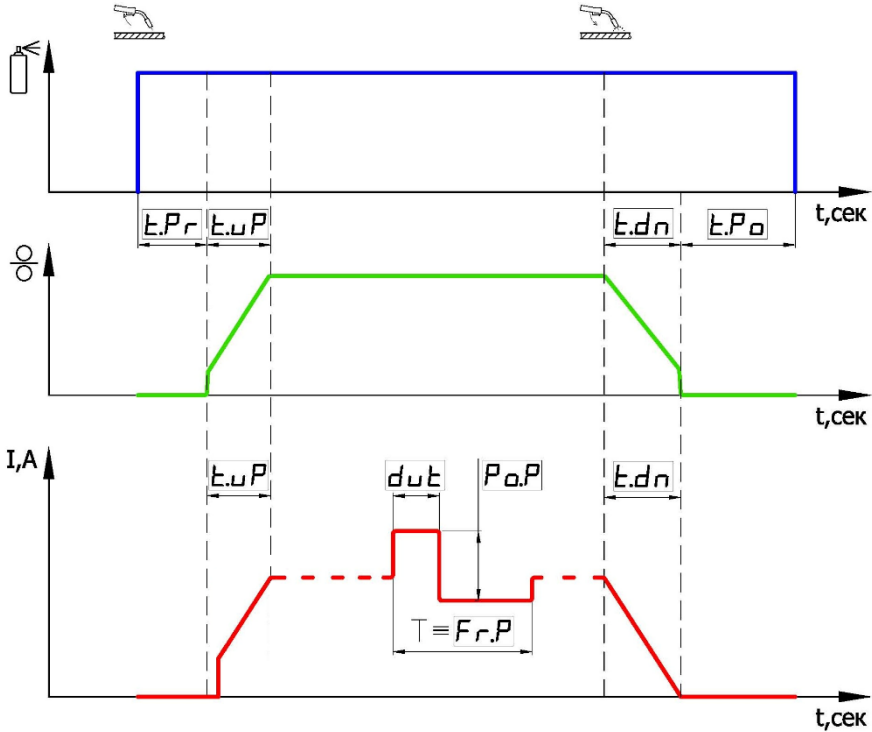 t.Pr t.uP t.dn t.Po
t,сек
t,сек
I,A
t.uP dut Po.P t.dn
T ≡ Fr.P
t,сек